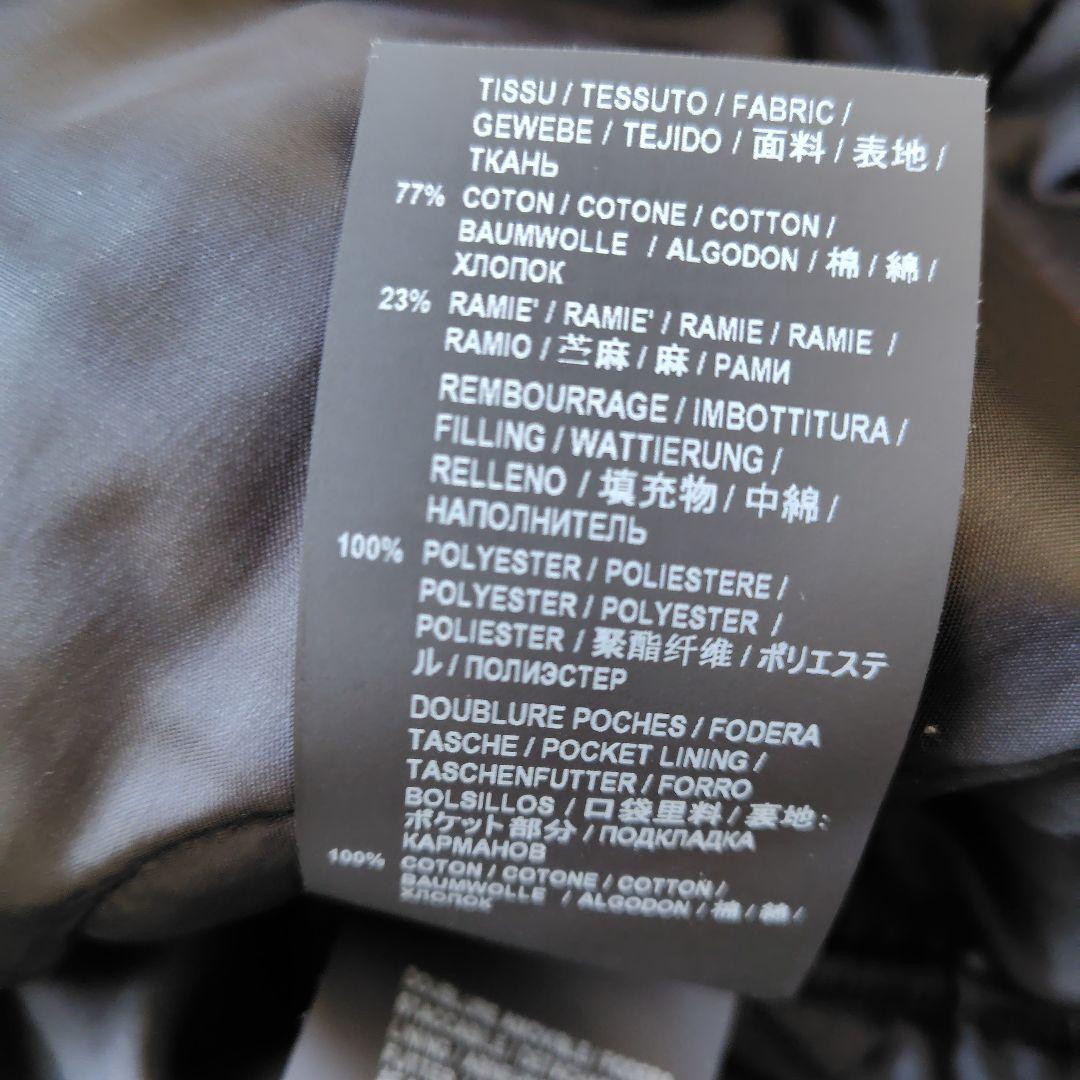 TISSU / TESSUTO / FABRIC /
GEWEBE / TEJIDO / 面料 / 表地 /
ТКАНЬ
77% COTON / COTONE / COTTON /
BAUMWOLLE / ALGODON / 棉 / 綿 /
ХЛОПОК
23% RAMIE' / RAMIE' / RAMIE / RAMIE /
RAMIO / 苎麻 / 麻 / РАМИ
REMBOURRAGE / IMBOTTITURA /
FILLING / WATTIERUNG /
RELLENO / 填充物 / 中綿 /
НАПОЛНИТЕЛЬ
100% POLYESTER / POLIESTERE /
POLYESTER / POLYESTER /
POLIESTER / 聚酯纤维 / ポリエステ
ル / ПОЛИЭСТЕР
DOUBLURE POCHES / FODERA
TASCHE / POCKET LINING /
TASCHENFUTTER / FORRO
BOLSILLOS / 口袋里料 / 裏地:
ポケット部分 / ПОДКЛАДКА
КАРМАНОВ
100% COTON / COTONE / COTTON /
BAUMWOLLE / ALGODON / 棉 / 綿 /
ХЛОПОК